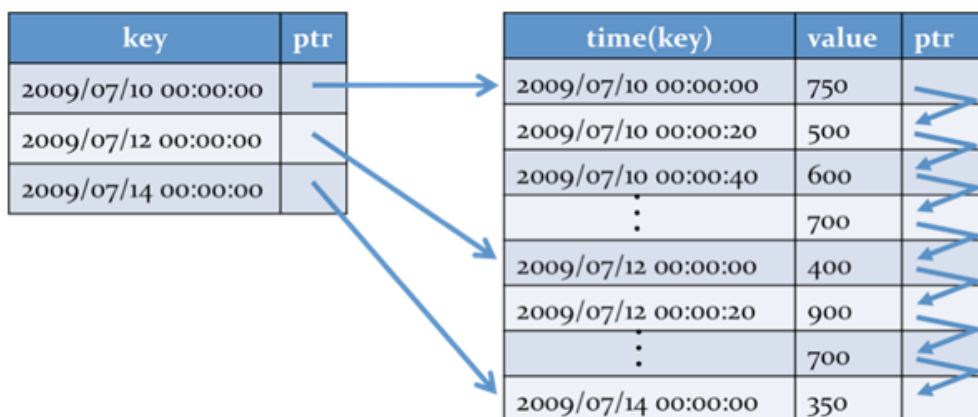 key ptr
2009/07/10 00:00:00
2009/07/12 00:00:00
2009/07/14 00:00:00
time(key) value ptr
2009/07/10 00:00:00 750
2009/07/10 00:00:20 500
2009/07/10 00:00:40 600
⋮ 700
2009/07/12 00:00:00 400
2009/07/12 00:00:20 900
⋮ 700
2009/07/14 00:00:00 350